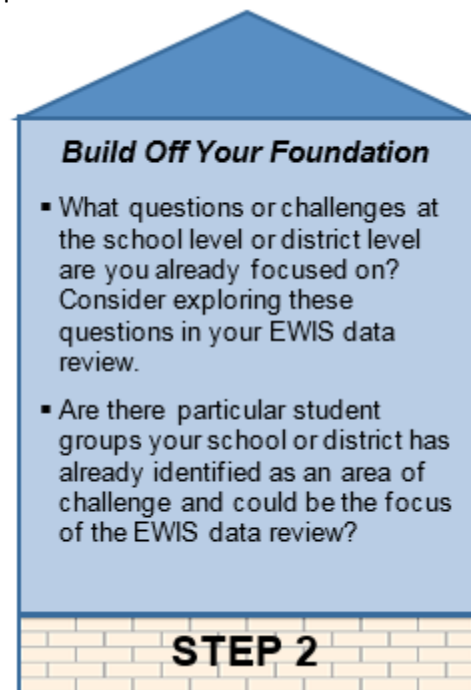 Build Off Your Foundation
▪ What questions or challenges at
the school level or district level
are you already focused on?
Consider exploring these
questions in your EWIS data
review.
▪ Are there particular student
groups your school or district has
already identified as an area of
challenge and could be the focus
of the EWIS data review?
STEP 2